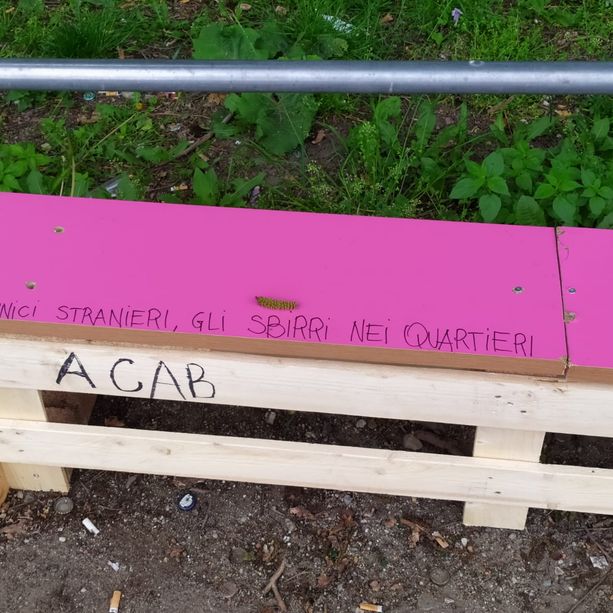 NICI STRANIERI, GLI SBIRRI NEI QUARTIERI
ACAB